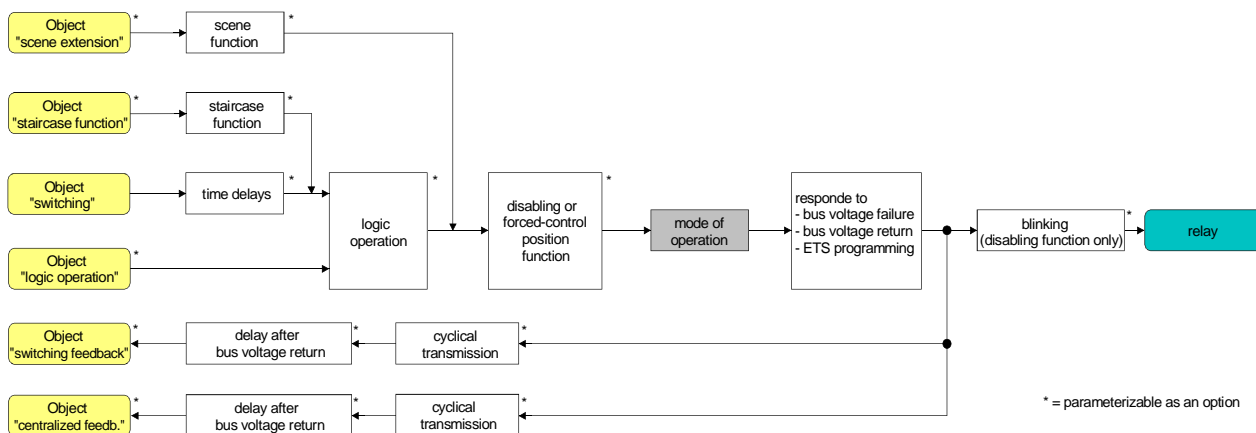 Object
"scene extension"
*
scene
function
*
Object
"staircase function"
*
staircase
function
*
Object
"switching"
time delays
*
Object
"logic operation"
*
logic
operation
*
disabling or
forced-control
position
function
*
mode of
operation
responde to
- bus voltage failure
- bus voltage return
- ETS programming
blinking
(disabling function only)
*
relay
Object
"switching feedback"
*
delay after
bus voltage return
*
cyclical
transmission
*
Object
"centralized feedb."
*
delay after
bus voltage return
*
cyclical
transmission
*
* = parameterizable as an option